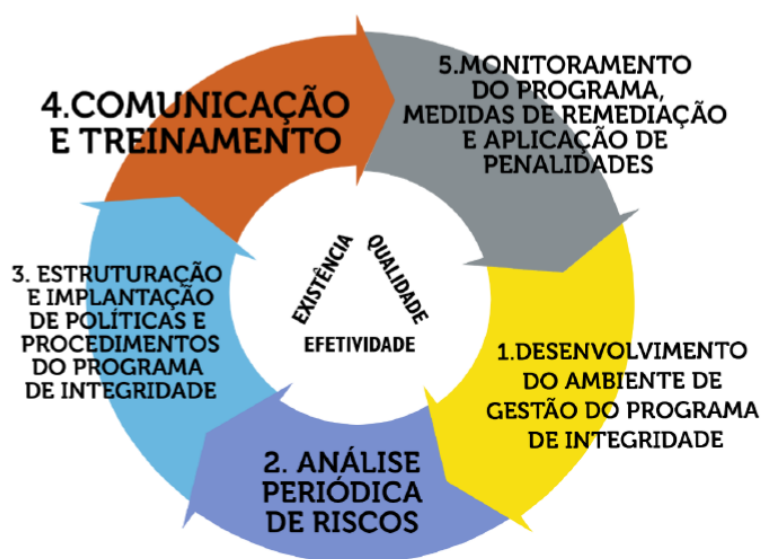 4.COMUNICAÇÃO
E TREINAMENTO
5.MONITORAMENTO
DO PROGRAMA,
MEDIDAS DE REMEDIAÇÃO
E APLICAÇÃO DE
PENALIDADES
EXISTÊNCIA
QUALIDADE
EFETIVIDADE
3. ESTRUTURAÇÃO
E IMPLANTAÇÃO
DE POLÍTICAS E
PROCEDIMENTOS
DO PROGRAMA
DE INTEGRIDADE
1.DESENVOLVIMENTO
DO AMBIENTE DE
GESTÃO DO PROGRAMA
DE INTEGRIDADE
2. ANÁLISE
PERIÓDICA
DE RISCOS